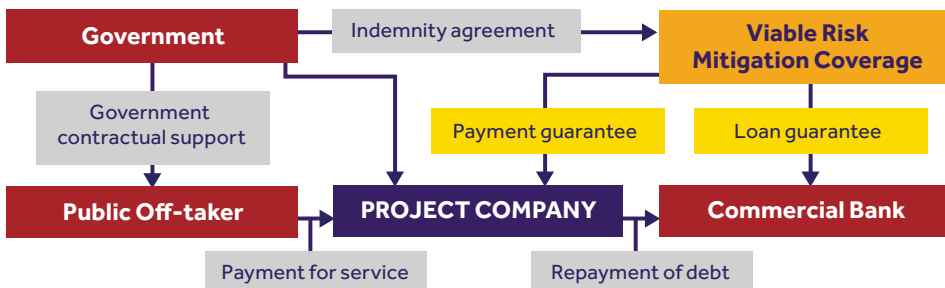 Government
Indemnity agreement
Viable Risk
Mitigation Coverage
Government
contractual support
Payment guarantee
Loan guarantee
Public Off-taker
PROJECT COMPANY
Commercial Bank
Payment for service
Repayment of debt